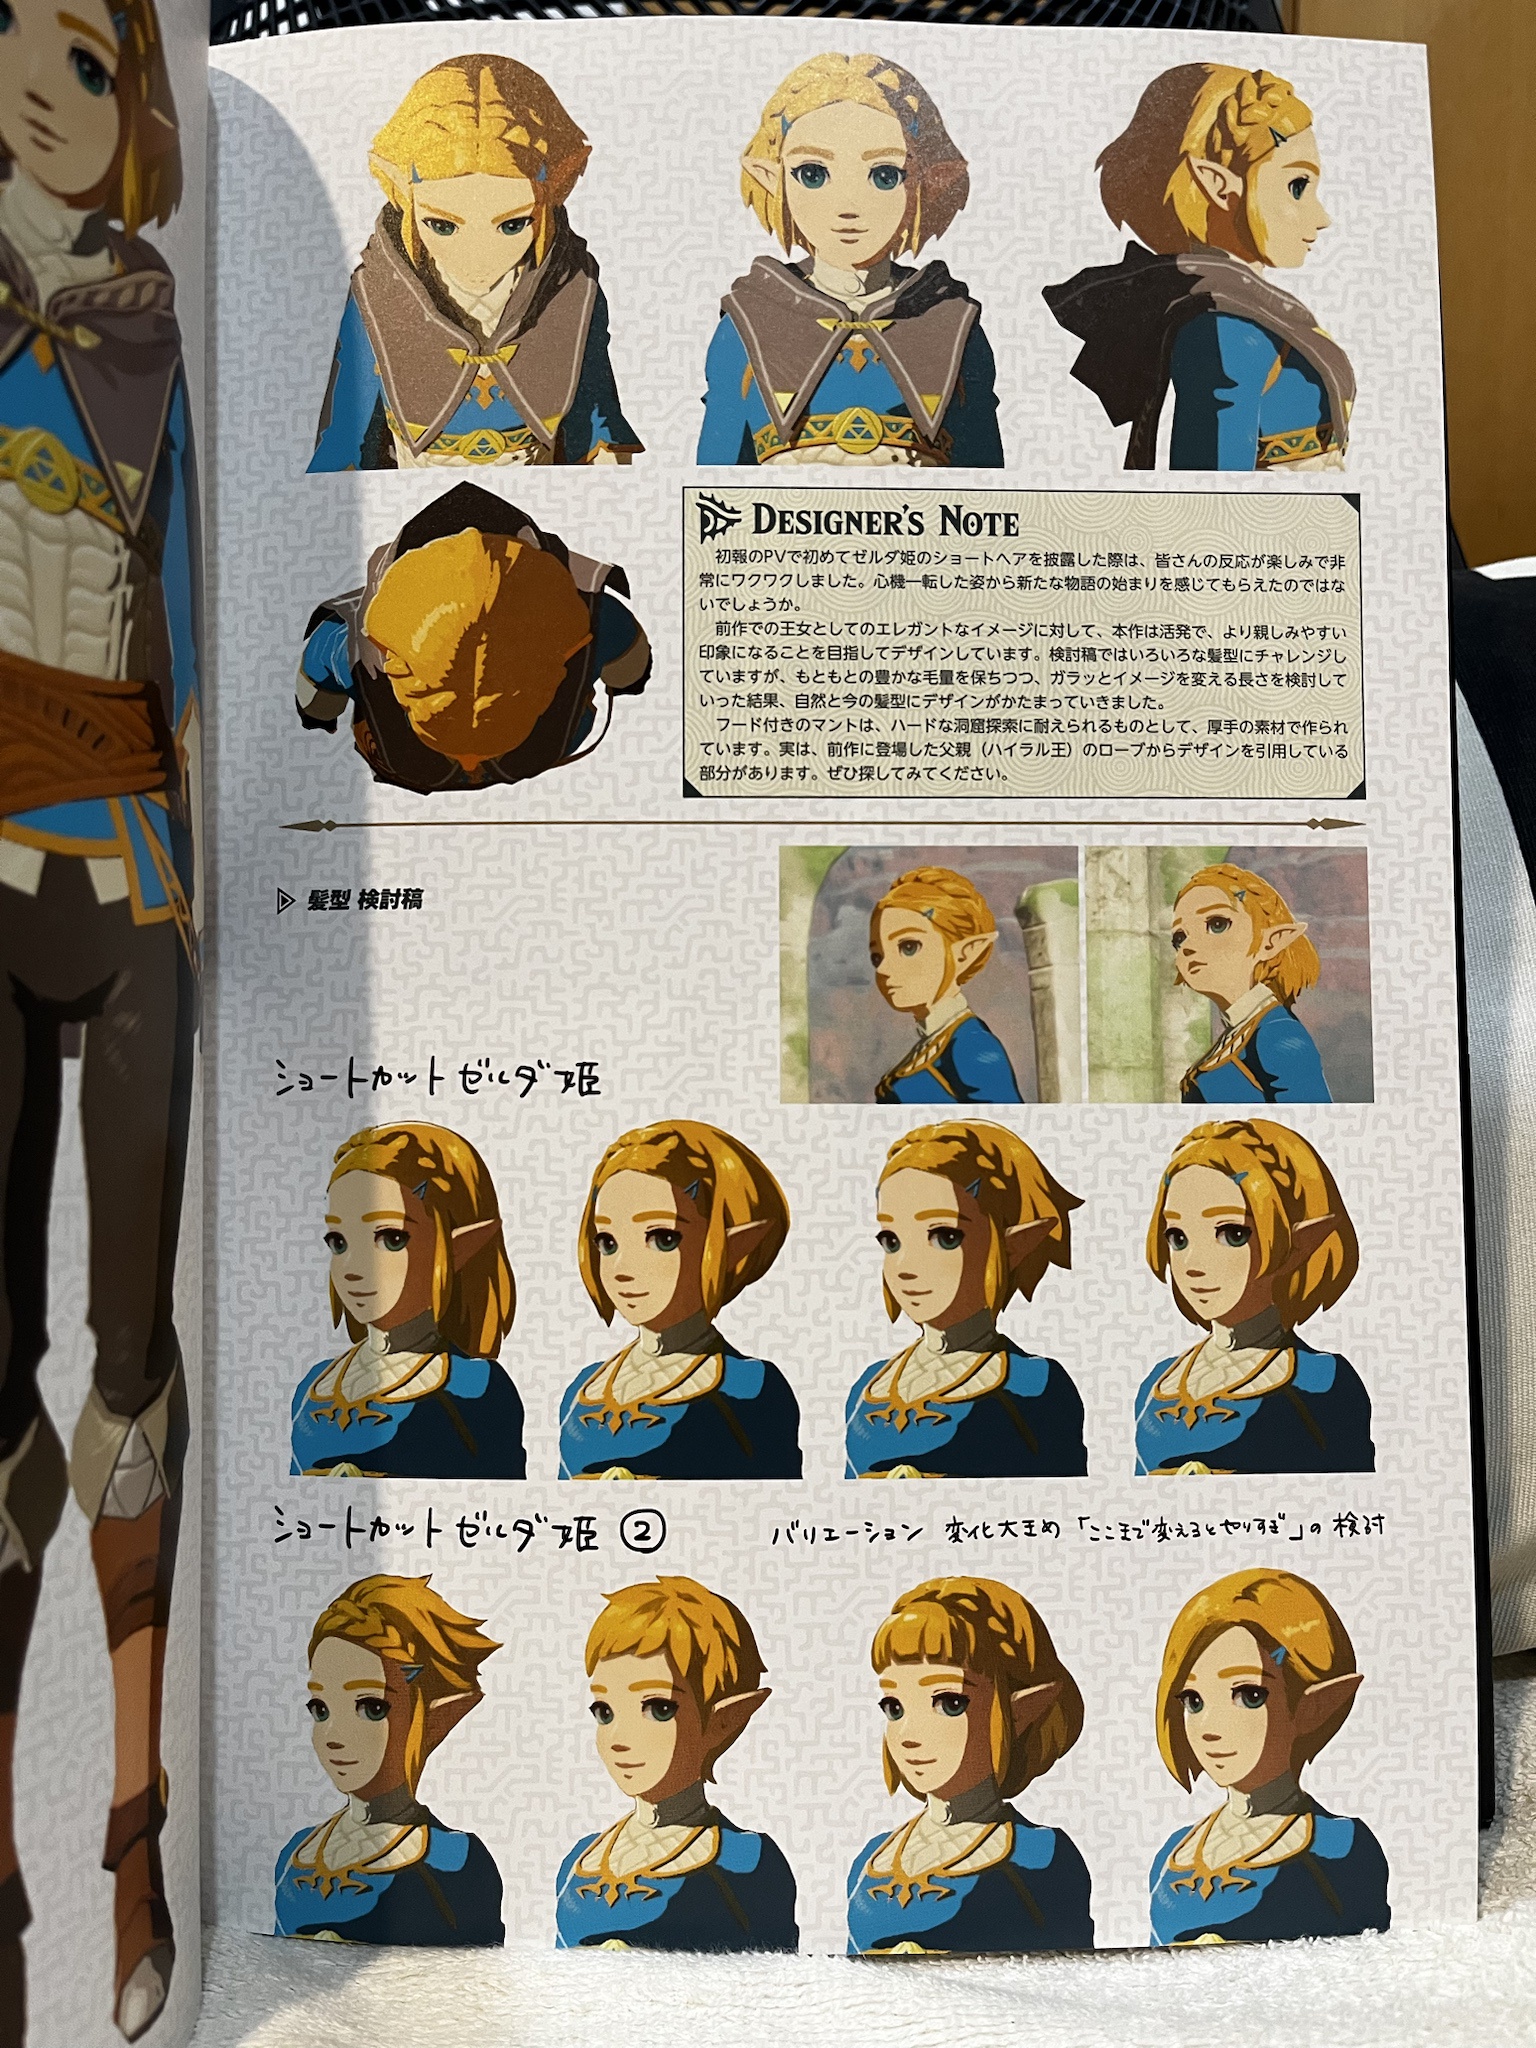 DESIGNER'S NOTE
初報のPVで初めてゼルダ姫のショートヘアを披露した際は、皆さんの反応が楽しみで非
常にワクワクしました。心機一転した姿から新たな物語の始まりを感じてもらえたのではな
いでしょうか。
前作での王女としてのエレガントなイメージに対して、本作は活発で、より親しみやすい
印象になることを目指してデザインしています。検討稿ではいろいろな髪型にチャレンジし
ていますが、もともとの豊かな毛量を保ちつつ、ガラッとイメージを変える長さを検討して
いった結果、自然と今の髪型にデザインがかたまっていきました。
フード付きのマントは、ハードな洞窟探索に耐えられるものとして、厚手の素材で作られ
ています。実は、前作に登場した父親（ハイラル王）のローブからデザインを引用している
部分があります。ぜひ探してみてください。
髪型 検討稿
ショートカットゼルダ姫
ショートカットゼルダ姫 ②
バリエーション 変化大きめ「ここまで変えるとやりすぎ」の検討